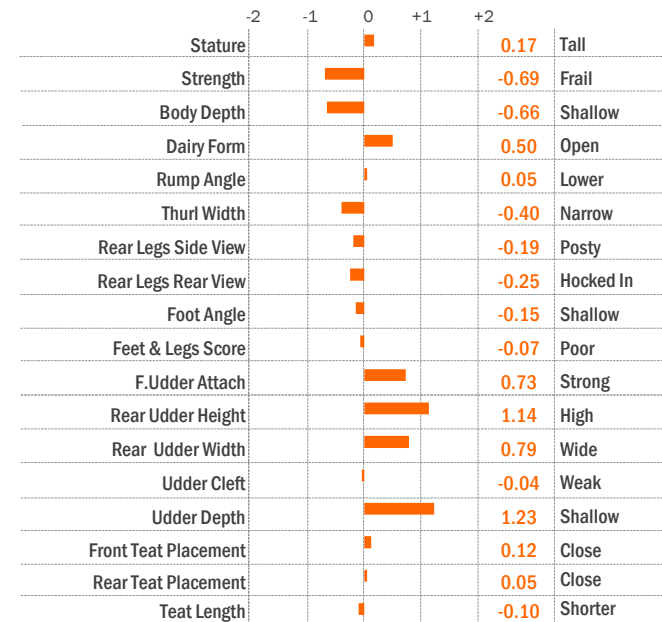 -2 -1 0 +1 +2
Stature 0.17 Tall
Strength -0.69 Frail
Body Depth -0.66 Shallow
Dairy Form 0.50 Open
Rump Angle 0.05 Lower
Thurl Width -0.40 Narrow
Rear Legs Side View -0.19 Posty
Rear Legs Rear View -0.25 Hocked In
Foot Angle -0.15 Shallow
Feet & Legs Score -0.07 Poor
F.Udder Attach 0.73 Strong
Rear Udder Height 1.14 High
Rear Udder Width 0.79 Wide
Udder Cleft -0.04 Weak
Udder Depth 1.23 Shallow
Front Teat Placement 0.12 Close
Rear Teat Placement 0.05 Close
Teat Length -0.10 Shorter